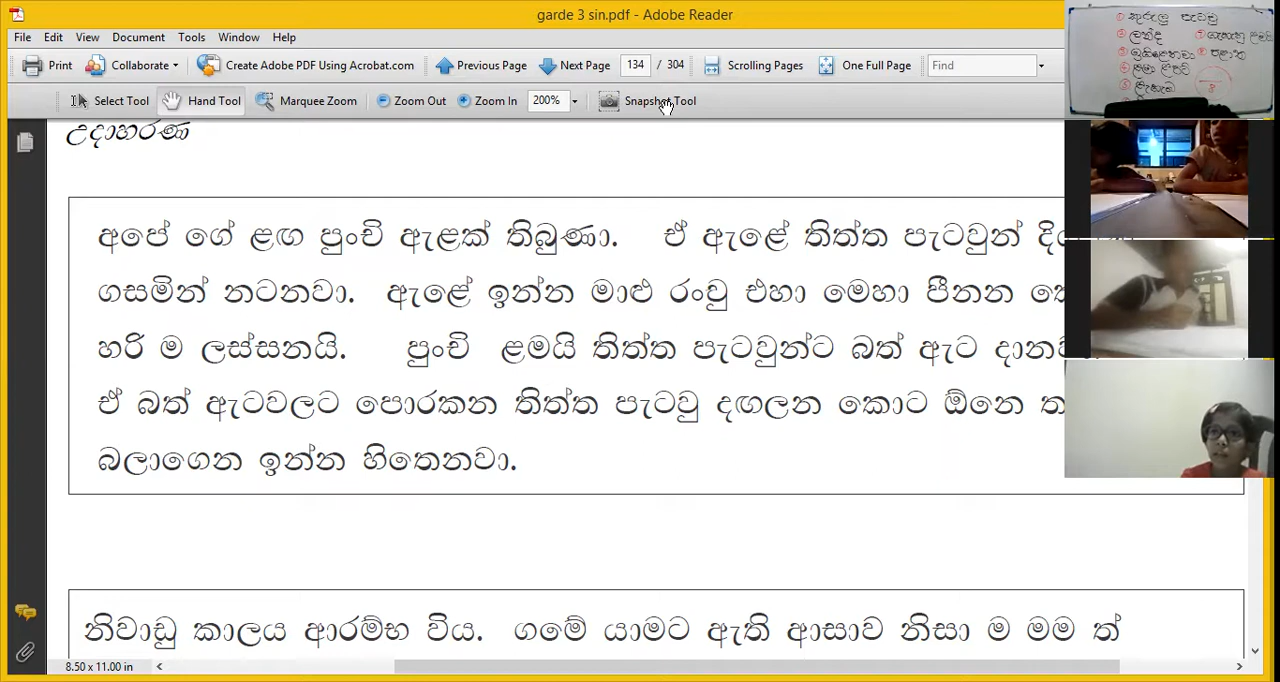 garde 3 sin.pdf - Adobe Reader
File Edit View Document Tools Window Help
Print Collaborate Create Adobe PDF Using Acrobat.com Previous Page Next Page 134 / 304 Scrolling Pages One Full Page Find
Select Tool Hand Tool Marquee Zoom Zoom Out Zoom In 200% Snapshot Tool
උදාහරණ
අපේ ගේ ළඟ පුංචි ඇළක් තිබුණා. ඒ ඇළේ තිත්ත පැටවුන්
ගසමින් නටනවා. ඇළේ ඉන්න මාළු රංචු එහා මෙහා පීනන
හරි ම ලස්සනයි. පුංචි ළමයි තිත්ත පැටවුන්ට බත් ඇට
ඒ බත් ඇටවලට පොරකන තිත්ත පැටවු දඟලන කොට ඕනෙ
බලාගෙන ඉන්න හිතෙනවා.
නිවාඩු කාලය ආරම්භ විය. ගමේ යාමට ඇති ආසාව නිසා ම මම ත්
8.50 x 11.00 in
① කුරුලු පැටවු
② ලන්ද